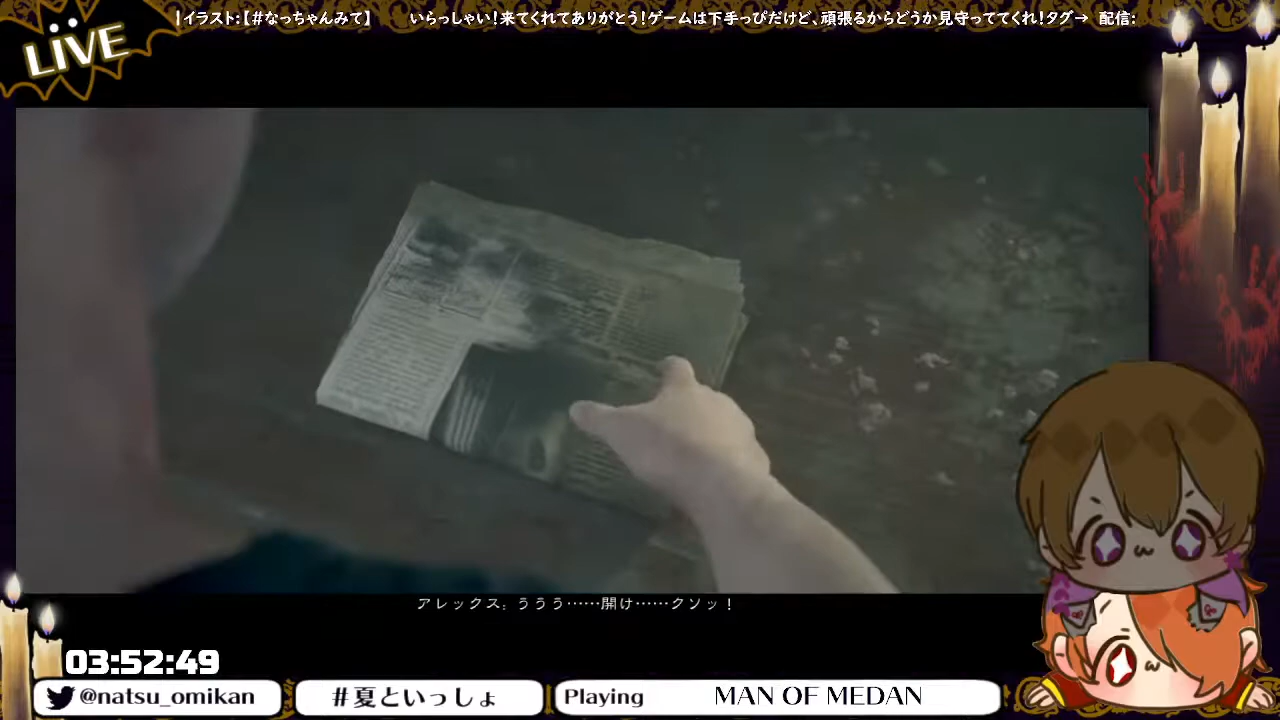 【イラスト:【#なっちゃんみて】 いらっしゃい!来てくれてありがとう!ゲームは下手っぴだけど、頑張るからどうか見守っててくれ!タグ→ 配信:
LiVE
アレックス: ううう……開け……クソッ!
03:52:49
@natsu_omikan
#夏といっしょ
Playing MAN OF MEDAN